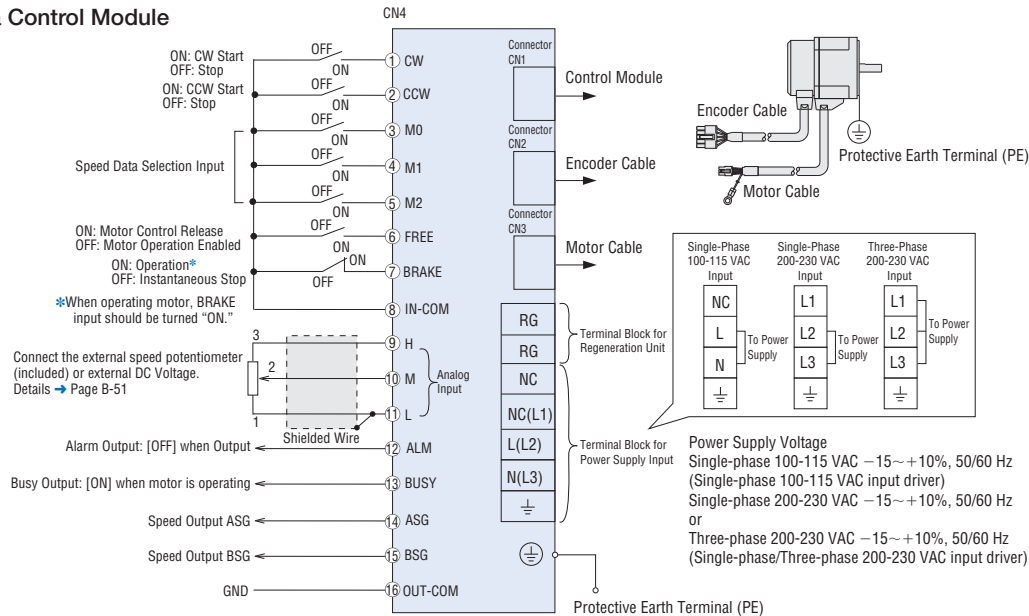 Control Module
CN4
ON: CW Start
OFF: Stop
OFF
ON
① CW
ON: CCW Start
OFF: Stop
OFF
ON
② CCW
OFF
ON
③ M0
Speed Data Selection Input
OFF
ON
④ M1
OFF
ON
⑤ M2
ON: Motor Control Release
OFF: Motor Operation Enabled
OFF
ON
⑥ FREE
ON: Operation*
OFF: Instantaneous Stop
ON
OFF
⑦ BRAKE
*When operating motor, BRAKE
input should be turned “ON.”
⑧ IN-COM
Connect the external speed potentiometer
(included) or external DC Voltage.
Details → Page B-51
3
2
1
Shielded Wire
⑨ H
⑩ M
⑪ L
Analog
Input
Alarm Output: [OFF] when Output
⑫ ALM
Busy Output: [ON] when motor is operating
⑬ BUSY
Speed Output ASG
⑭ ASG
Speed Output BSG
⑮ BSG
GND
⑯ OUT-COM
Connector
CN1
Control Module
Connector
CN2
Encoder Cable
Connector
CN3
Motor Cable
RG
RG
Terminal Block for
Regeneration Unit
NC
NC(L1)
L(L2)
N(L3)
Terminal Block for
Power Supply Input
Protective Earth Terminal (PE)
Encoder Cable
Motor Cable
Protective Earth Terminal (PE)
Single-Phase
100-115 VAC
Input
NC
L
N
To Power
Supply
Single-Phase
200-230 VAC
Input
L1
L2
L3
To Power
Supply
Three-Phase
200-230 VAC
Input
L1
L2
L3
To Power
Supply
Power Supply Voltage
Single-phase 100-115 VAC −15~+10%, 50/60 Hz
(Single-phase 100-115 VAC input driver)
Single-phase 200-230 VAC −15~+10%, 50/60 Hz
or
Three-phase 200-230 VAC −15~+10%, 50/60 Hz
(Single-phase/Three-phase 200-230 VAC input driver)